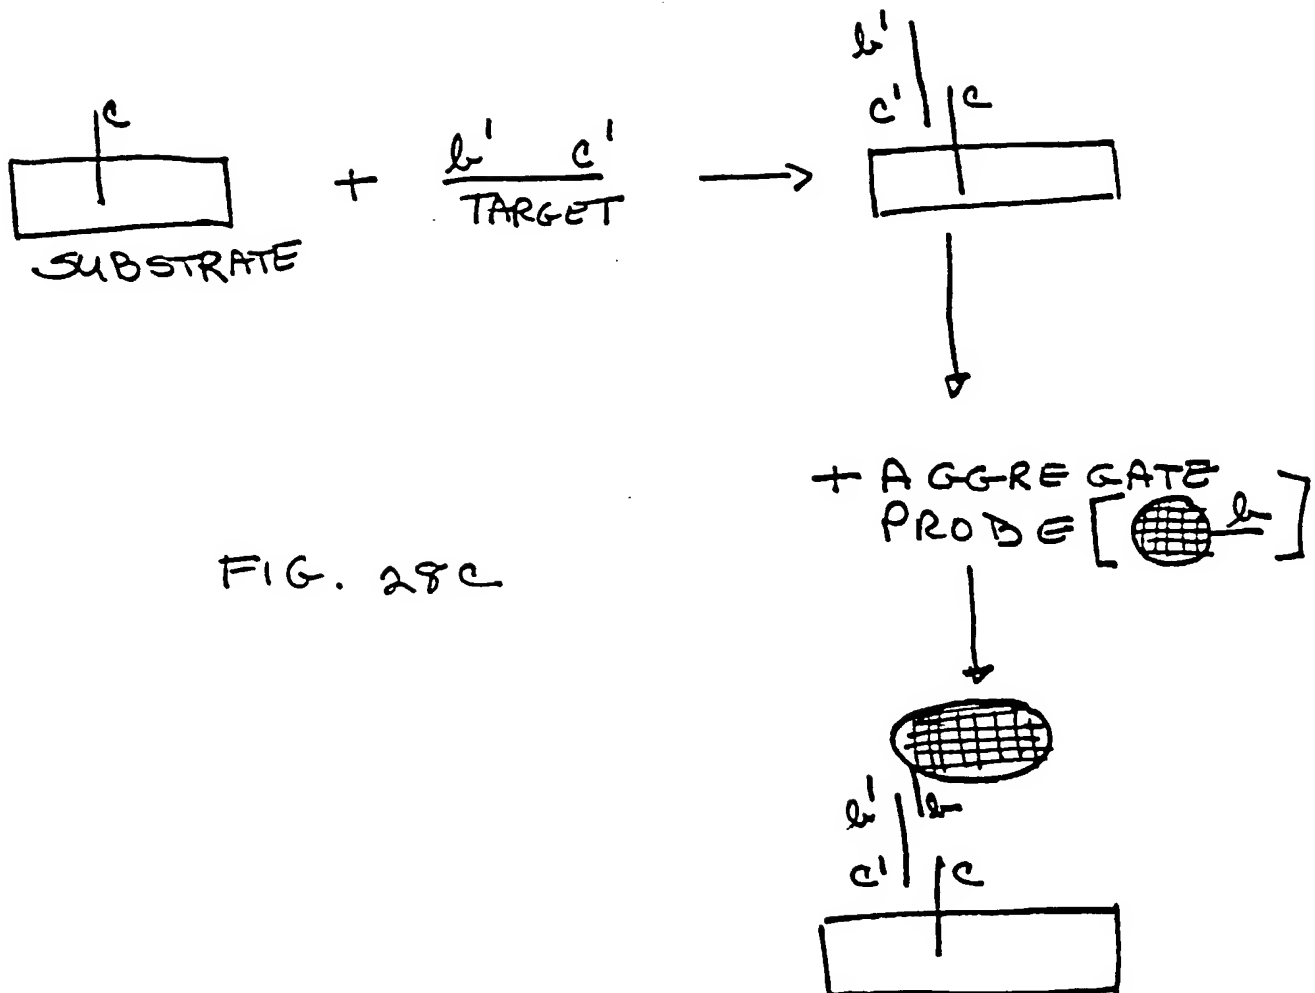 c
SUBSTRATE
+
b' c'
TARGET
b'
c' c
+ AGGREGATE
PROBE [ b ]
FIG. 28C
b' b
c' c